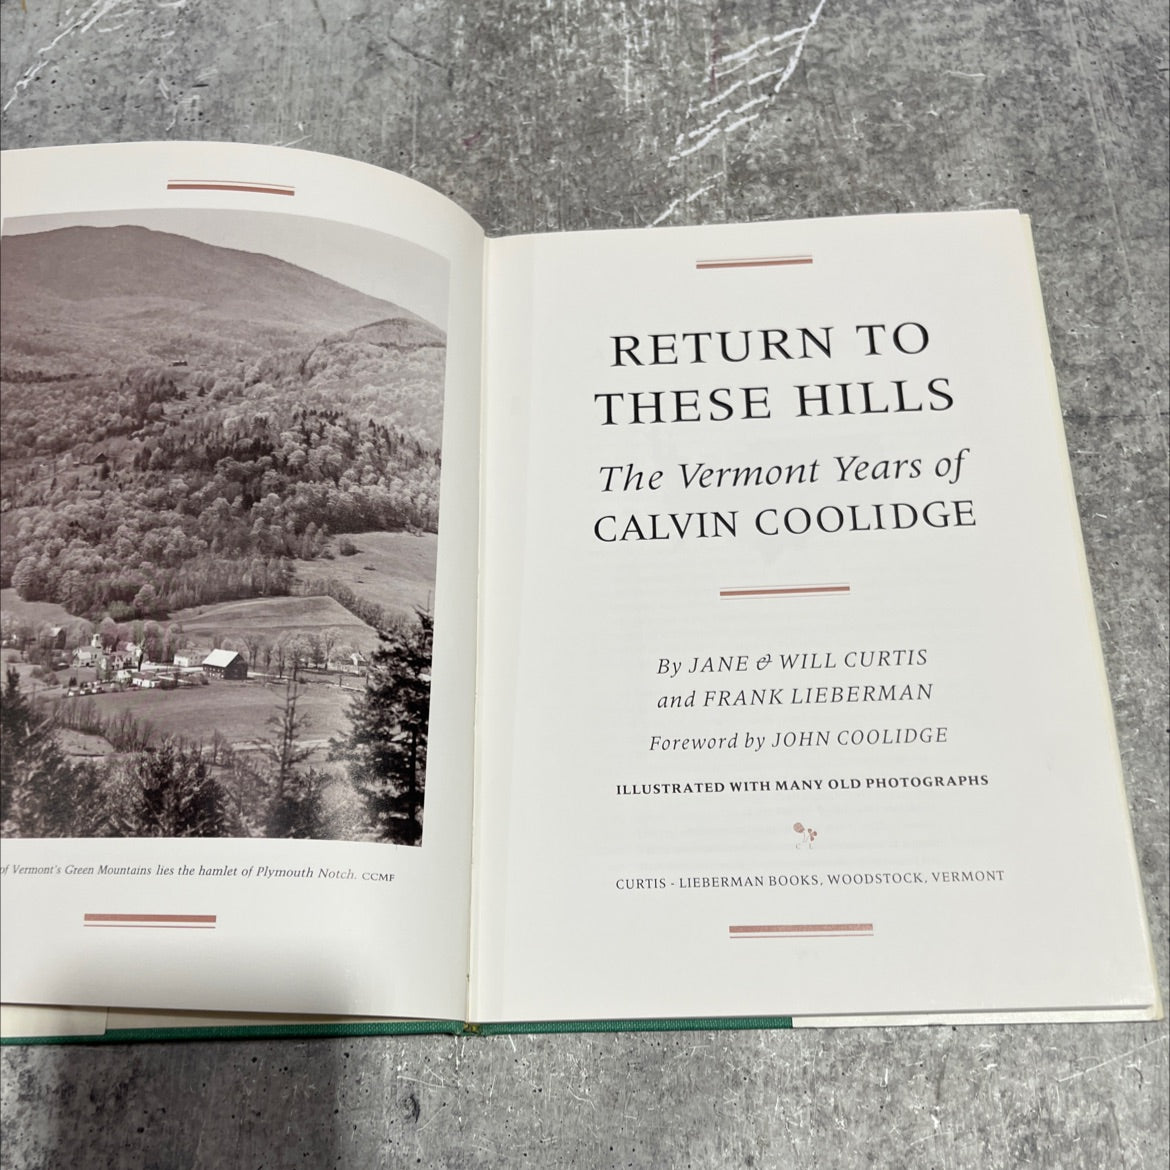 of Vermont's Green Mountains lies the hamlet of Plymouth Notch. CCMF
RETURN TO
THESE HILLS
The Vermont Years of
CALVIN COOLIDGE
By JANE & WILL CURTIS
and FRANK LIEBERMAN
Foreword by JOHN COOLIDGE
ILLUSTRATED WITH MANY OLD PHOTOGRAPHS
C L
CURTIS - LIEBERMAN BOOKS, WOODSTOCK, VERMONT